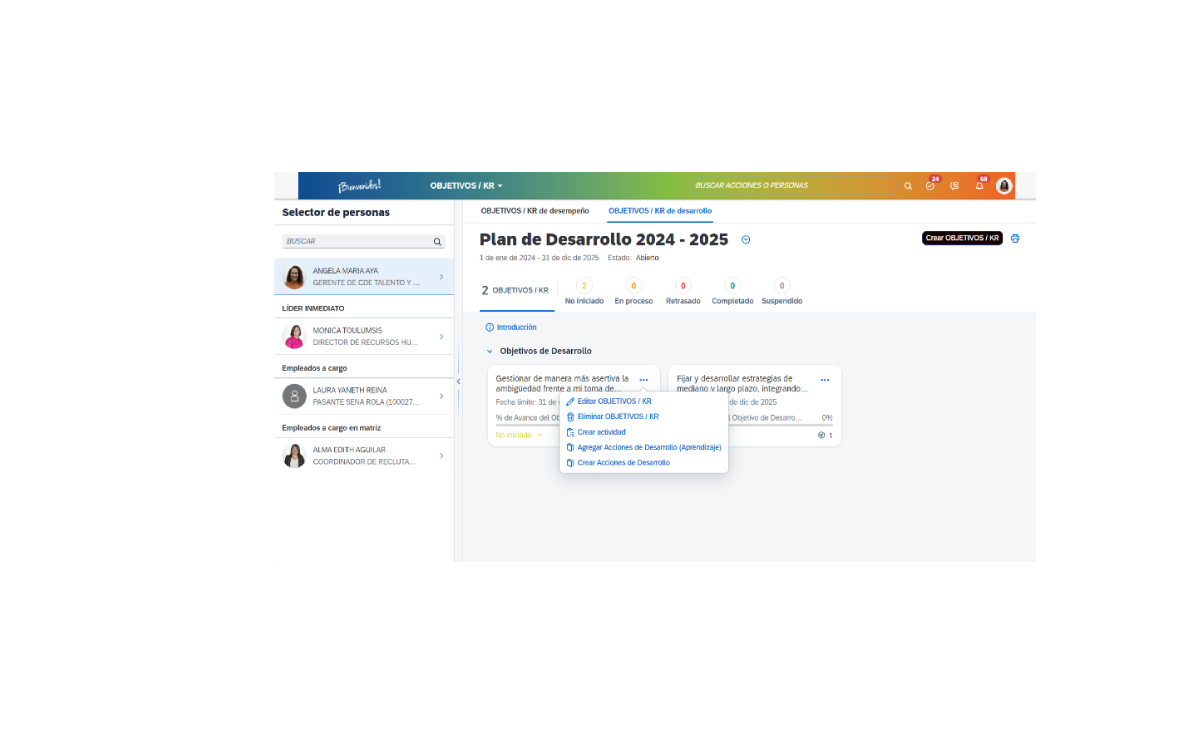 ¡Bienvenidos!
OBJETIVOS / KR
BUSCAR ACCIONES O PERSONAS
24
68
Selector de personas
BUSCAR
ANGELA MARIA AYA
GERENTE DE CDE TALENTO Y ...
LÍDER INMEDIATO
MONICA TOULUMSIS
DIRECTOR DE RECURSOS HU...
Empleados a cargo
LAURA YANETH REINA
PASANTE SENA ROLA (100027...
Empleados a cargo en matriz
ALMA EDITH AGUILAR
COORDINADOR DE RECLUTA...
OBJETIVOS / KR de desempeño
OBJETIVOS / KR de desarrollo
Plan de Desarrollo 2024 - 2025
Crear OBJETIVOS / KR
1 de ene de 2024 - 31 de dic de 2025
Estado: Abierto
2 OBJETIVOS / KR
2
No iniciado
0
En proceso
0
Retrasado
0
Completado
0
Suspendido
Introducción
Objetivos de Desarrollo
Gestionar de manera más asertiva la
ambigüedad frente a mi toma de...
Fecha límite: 31 de
% de Avance del Ob
No iniciado
Editar OBJETIVOS / KR
Eliminar OBJETIVOS / KR
Crear actividad
Agregar Acciones de Desarrollo (Aprendizaje)
Crear Acciones de Desarrollo
Fijar y desarrollar estrategias de
mediano y largo plazo, integrando...
de dic de 2025
Objetivo de Desarro...
0%
1